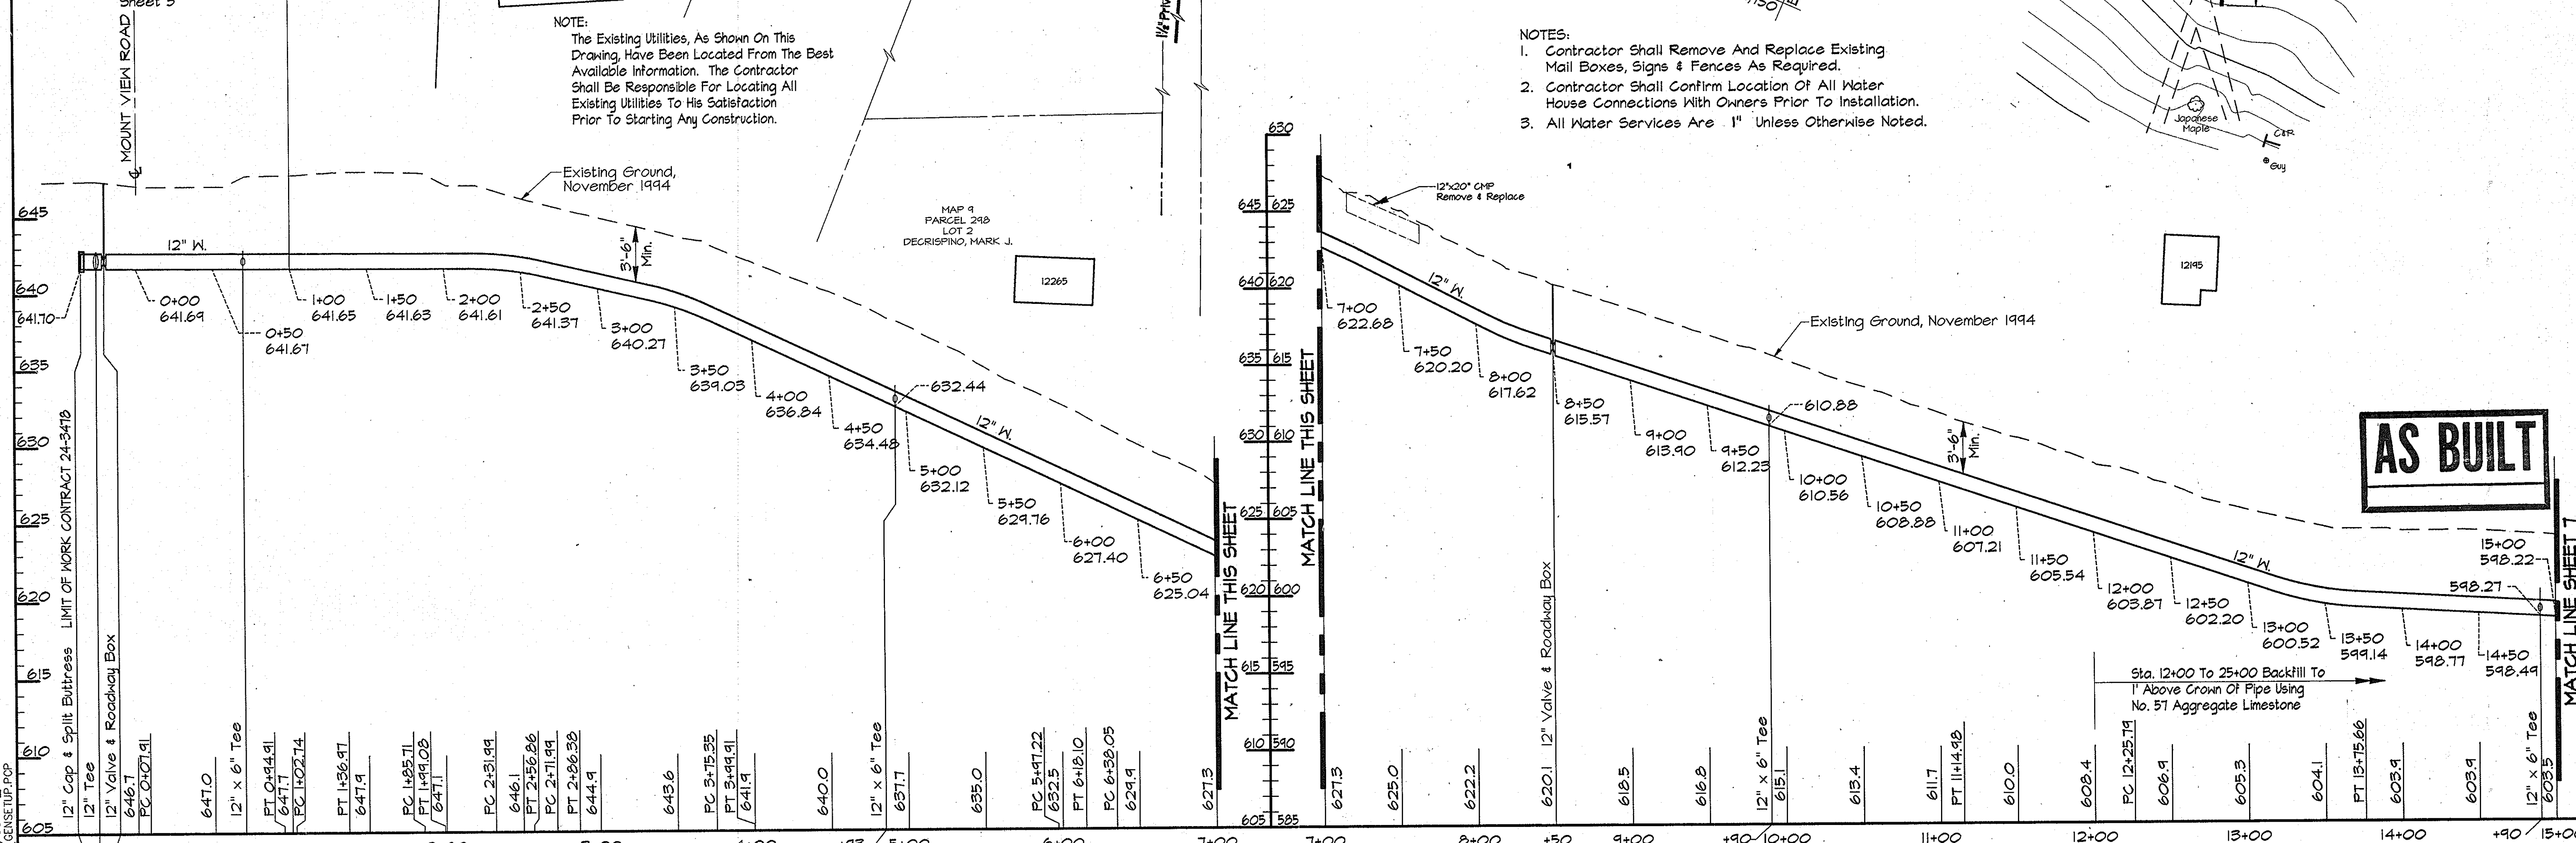 Sheet 5
MOUNT VIEW ROAD
NOTE:
The Existing Utilities, As Shown On This
Drawing, Have Been Located From The Best
Available Information. The Contractor
Shall Be Responsible For Locating All
Existing Utilities To His Satisfaction
Prior To Starting Any Construction.
NOTES:
1. Contractor Shall Remove And Replace Existing
Mail Boxes, Signs & Fences As Required.
2. Contractor Shall Confirm Location Of All Water
House Connections With Owners Prior To Installation.
3. All Water Services Are 1" Unless Otherwise Noted.
Japanese
Maple
C&P
Guy
Existing Ground,
November 1994
MAP 9
PARCEL 298
LOT 2
DECRISPINO, MARK J.
12265
12"x20" CMP
Remove & Replace
12195
Existing Ground, November 1994
AS BUILT
645
640
635
630
625
620
615
610
605
12" W.
3'-6"
Min.
641.70
0+00
641.69
0+50
641.67
1+00
641.65
1+50
641.63
2+00
641.61
2+50
641.37
3+00
640.27
3+50
639.03
4+00
636.84
4+50
634.48
632.44
12" W.
5+00
632.12
5+50
629.76
6+00
627.40
6+50
625.04
MATCH LINE THIS SHEET
630
645 625
640 620
635 615
630 610
625 605
620 600
615 595
610 590
605 585
MATCH LINE THIS SHEET
12" W.
7+00
622.68
7+50
620.20
8+00
617.62
8+50
615.57
9+00
613.90
9+50
612.23
610.88
10+00
610.56
3'-6"
Min.
10+50
608.88
11+00
607.21
11+50
605.54
12+00
603.87
12+50
602.20
12" W.
13+00
600.52
13+50
599.14
14+00
598.77
14+50
598.49
598.27
15+00
598.22
MATCH LINE SHEET 7
Sta. 12+00 To 25+00 Backfill To
1' Above Crown Of Pipe Using
No. 57 Aggregate Limestone
GENSETUP.PCP
12" Cap & Split Buttress LIMIT OF WORK CONTRACT 24-3478
12" Tee
12" Valve & Roadway Box
646.7
PC 0+07.91
647.0
12" x 6" Tee
PT 0+94.91
647.7
PC 1+02.74
PT 1+36.97
647.9
PC 1+85.71
PT 1+99.08
647.1
PC 2+31.99
646.1
PT 2+56.86
PC 2+71.99
PT 2+86.38
644.9
643.6
PC 3+75.35
PT 3+99.91
641.9
640.0
12" x 6" Tee
637.7
635.0
PC 5+97.22
632.5
PT 6+18.10
PC 6+38.05
629.9
627.3
627.3
625.0
622.2
620.1 12" Valve & Roadway Box
618.5
616.8
12" x 6" Tee
615.1
613.4
611.7
PT 11+14.98
610.0
608.4
PC 12+25.79
606.9
605.3
604.1
PT 13+75.66
603.9
603.9
12" x 6" Tee
603.5
7+00
7+00
8+00
+50
9+00
+90
10+00
11+00
12+00
13+00
14+00
+90